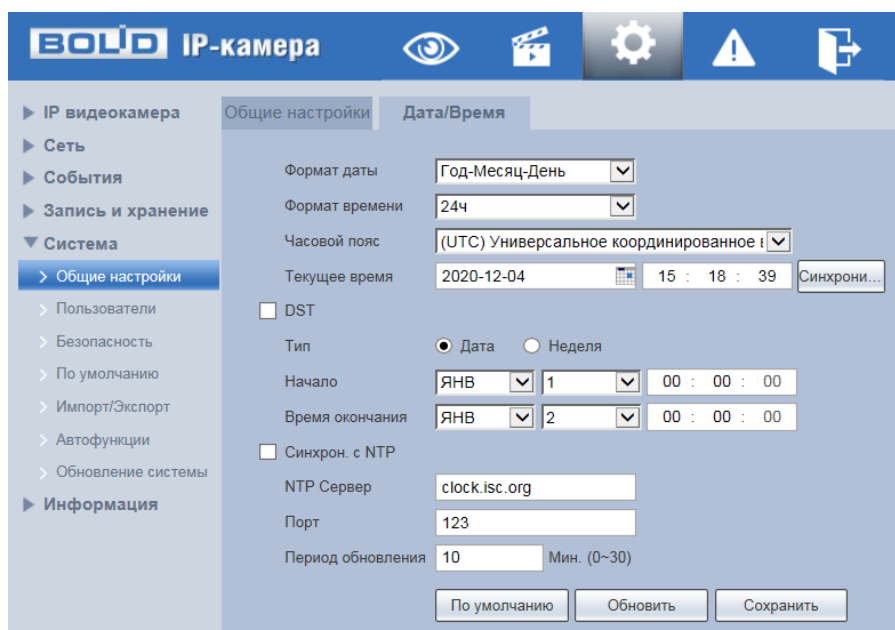 BOLID IP-камера
IP видеокамера
Сеть
События
Запись и хранение
Система
Общие настройки
Пользователи
Безопасность
По умолчанию
Импорт/Экспорт
Автофункции
Обновление системы
Информация
Общие настройки Дата/Время
Формат даты Год-Месяц-День
Формат времени 24ч
Часовой пояс (UTC) Универсальное координированное в
Текущее время 2020-12-04 15 : 18 : 39 Синхрони...
DST
Тип Дата Неделя
Начало ЯНВ 1 00 : 00 : 00
Время окончания ЯНВ 2 00 : 00 : 00
Синхрон. с NTP
NTP Сервер clock.isc.org
Порт 123
Период обновления 10 Мин. (0~30)
По умолчанию Обновить Сохранить